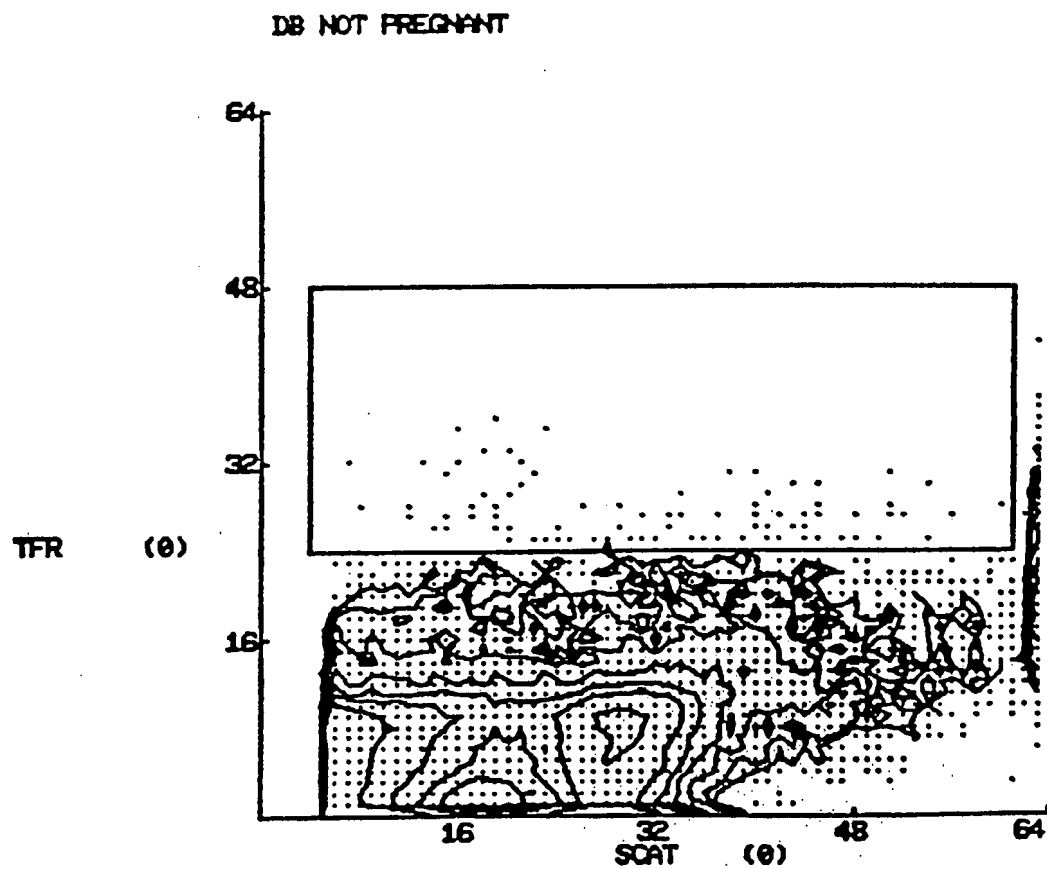 DB NOT PREGNANT
64
48
32
TFR (0)
16
16 32 48 64
SCAT (0)